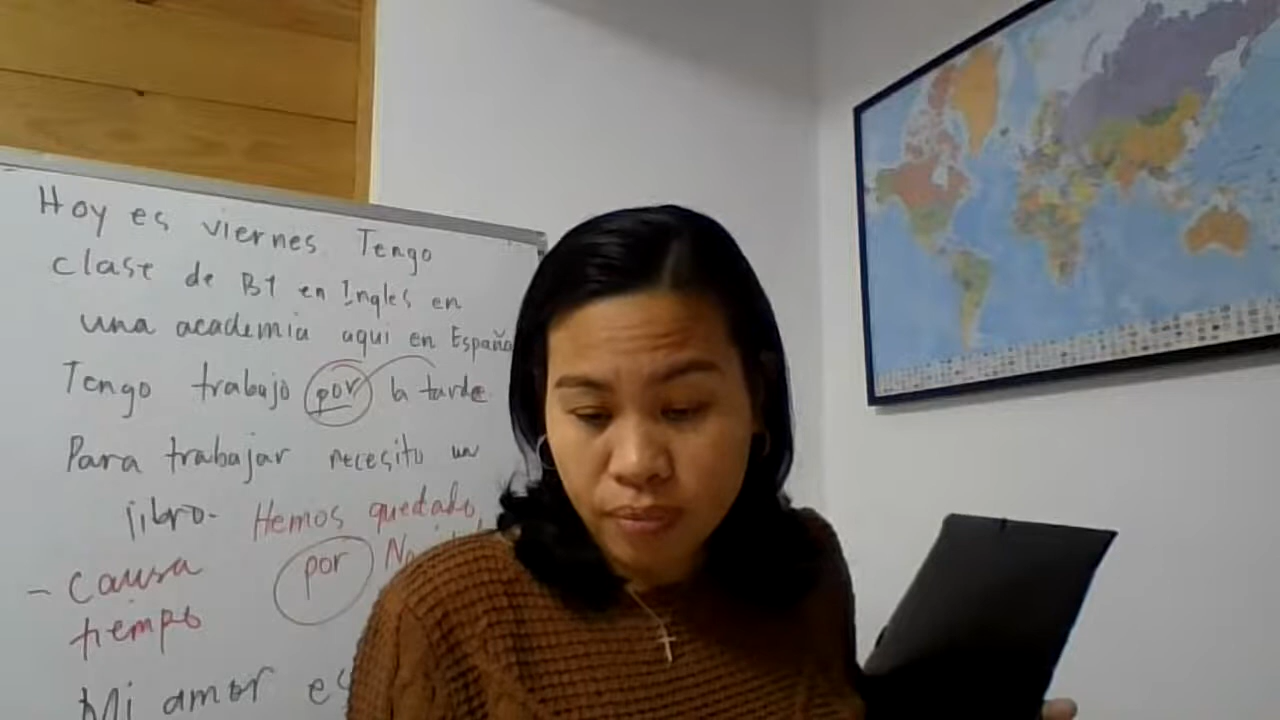 Hoy es viernes. Tengo
clase de B1 en Ingles en
una academia aqui en España
Tengo trabajo por la tarde
Para trabajar necesito un
libro. Hemos quedado
- Causa por
tiempo
Mi amor es